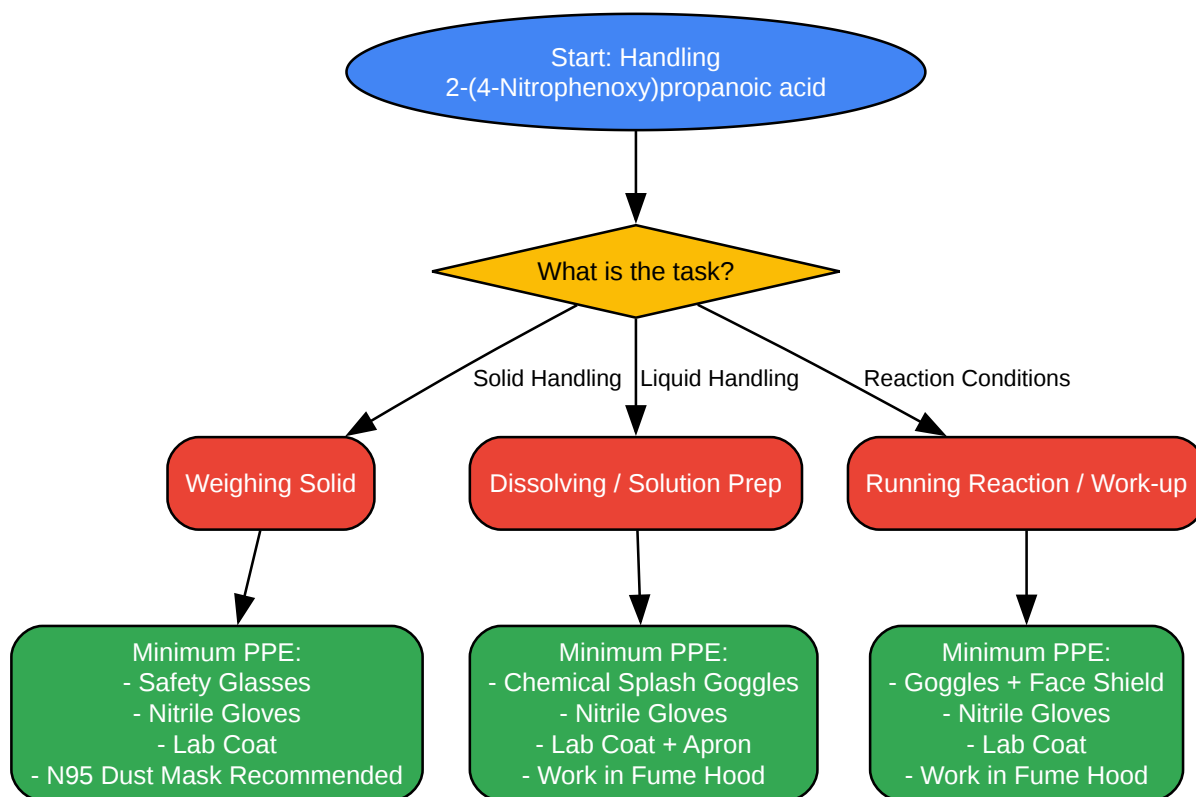 Start: Handling
2-(4-Nitrophenoxy)propanoic acid
What is the task?
Solid Handling
Liquid Handling
Reaction Conditions
Weighing Solid
Dissolving / Solution Prep
Running Reaction / Work-up
Minimum PPE:
- Safety Glasses
- Nitrile Gloves
- Lab Coat
- N95 Dust Mask Recommended
Minimum PPE:
- Chemical Splash Goggles
- Nitrile Gloves
- Lab Coat + Apron
- Work in Fume Hood
Minimum PPE:
- Goggles + Face Shield
- Nitrile Gloves
- Lab Coat
- Work in Fume Hood